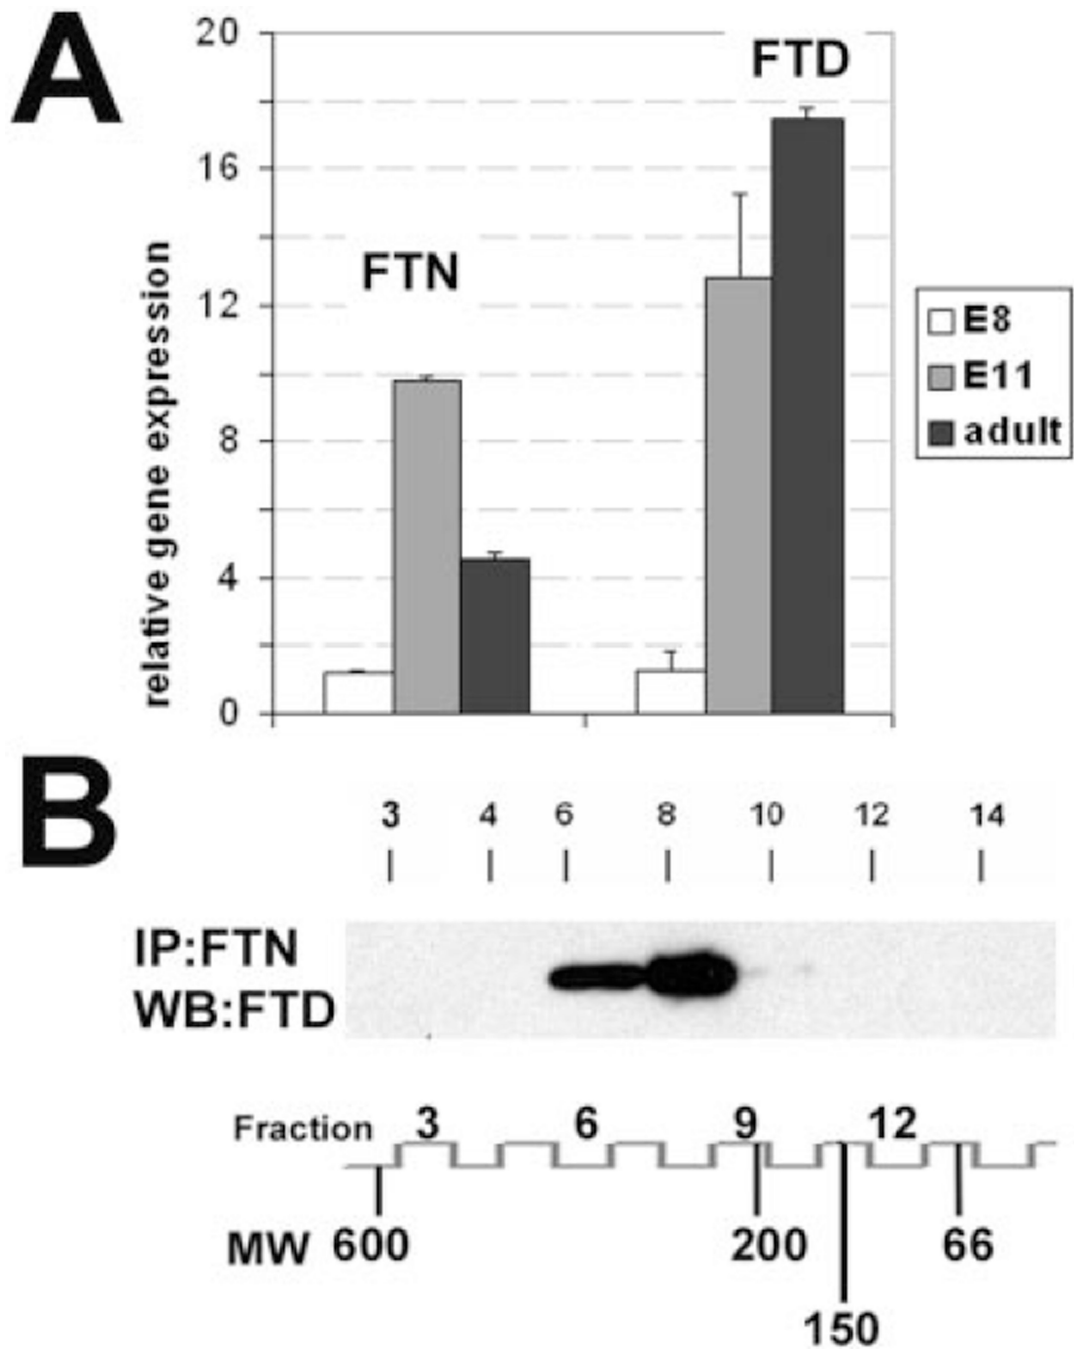 A
20
16
12
8
4
0
relative gene expression
FTN
FTD
E8
E11
adult
B
3 4 6 8 10 12 14
IP:FTN
WB:FTD
Fraction 3 6 9 12
MW 600 200 66
150